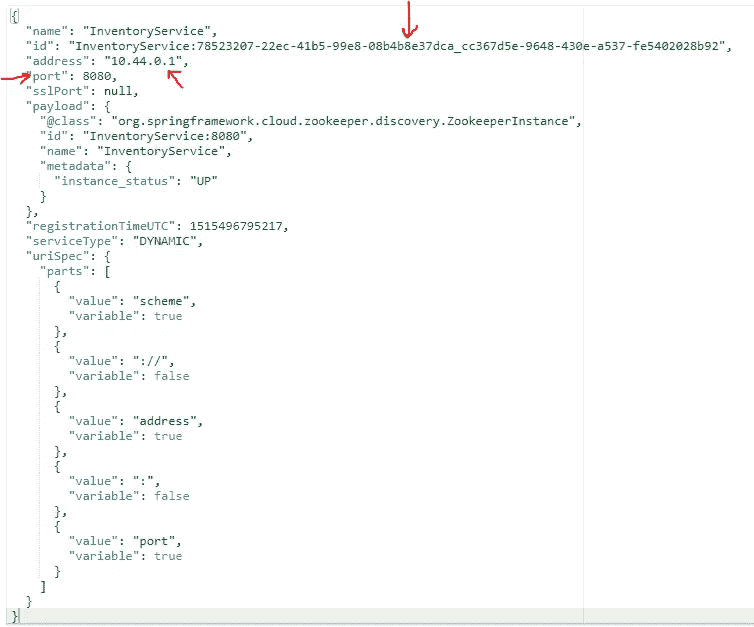 {
"name": "InventoryService",
"id": "InventoryService:78523207-22ec-41b5-99e8-08b4b8e37dca_cc367d5e-9648-430e-a537-fe5402028b92",
"address": "10.44.0.1",
"port": 8080,
"sslPort": null,
"payload": {
"@class": "org.springframework.cloud.zookeeper.discovery.ZookeeperInstance",
"id": "InventoryService:8080",
"name": "InventoryService",
"metadata": {
"instance_status": "UP"
}
},
"registrationTimeUTC": 1515496795217,
"serviceType": "DYNAMIC",
"uriSpec": {
"parts": [
{
"value": "scheme",
"variable": true
},
{
"value": "://",
"variable": false
},
{
"value": "address",
"variable": true
},
{
"value": ":",
"variable": false
},
{
"value": "port",
"variable": true
}
]
}
}